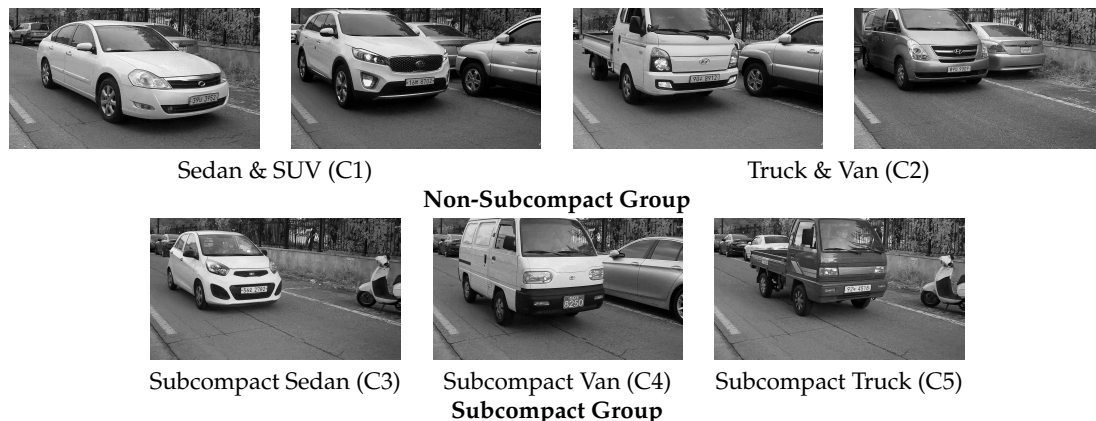 Sedan & SUV (C1)
Truck & Van (C2)
Non-Subcompact Group
8250
Subcompact Sedan (C3)
Subcompact Van (C4)
Subcompact Truck (C5)
Subcompact Group